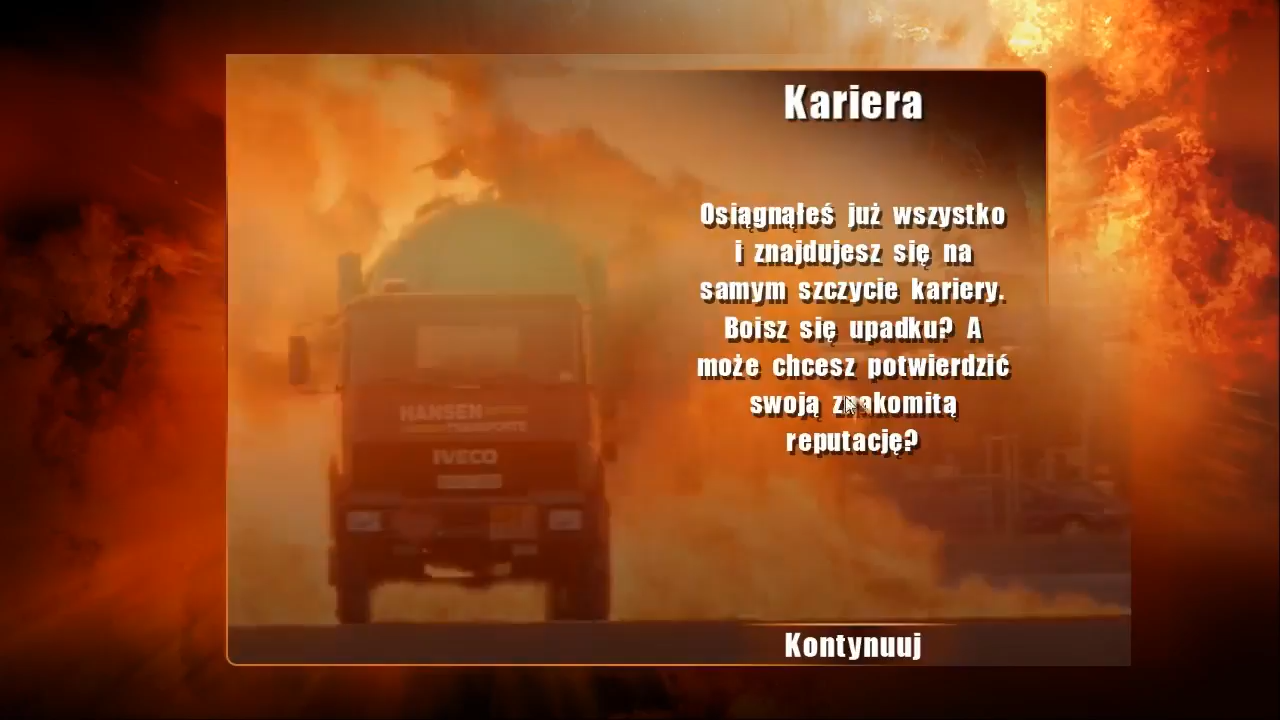 Kariera
Osiągnąłeś już wszystko
i znajdujesz się na
samym szczycie kariery.
Boisz się upadku? A
może chcesz potwierdzić
swoją znakomitą
reputację?
HANSEN
TRANSPORTE
IVECO
Kontynuuj